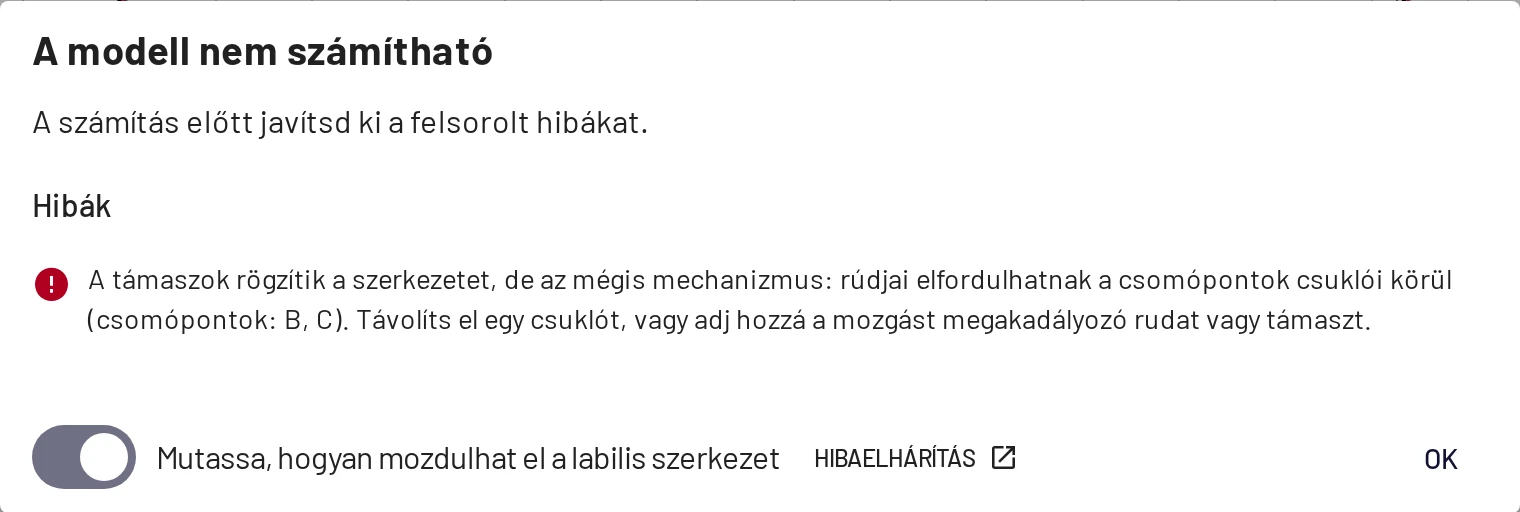 A modell nem számítható
A számítás előtt javítsd ki a felsorolt hibákat.
Hibák
A támaszok rögzítik a szerkezetet, de az mégis mechanizmus: rúdjai elfordulhatnak a csomópontok csuklói körül
(csomópontok: B, C). Távolíts el egy csuklót, vagy adj hozzá a mozgást megakadályozó rudat vagy támaszt.
Mutassa, hogyan mozdulhat el a labilis szerkezet HIBAELHÁRÍTÁS OK